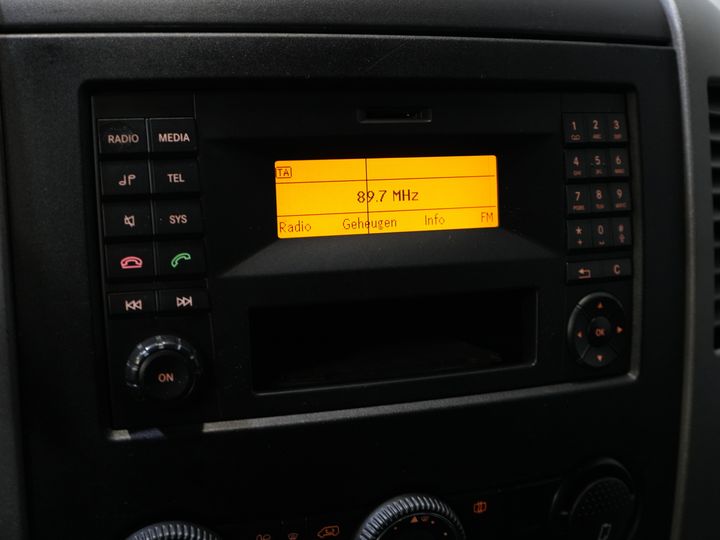 RADIO MEDIA
TEL
SYS
ON
TA
89.7 MHz
Radio Geheugen Info FM
1 2 3
4 5 6
7 8 9
* 0 #
C
OK